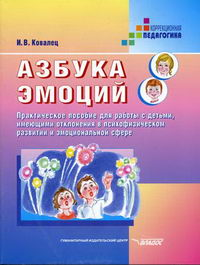 КОРРЕКЦИОННАЯ
ПЕДАГОГИКА
И.В. Ковалец
АЗБУКА
ЭМОЦИЙ
Практическое пособие для работы с детьми,
имеющими отклонения в психофизическом
развитии и эмоциональной сфере
ГУМАНИТАРНЫЙ ИЗДАТЕЛЬСКИЙ ЦЕНТР
ВЛАДОС